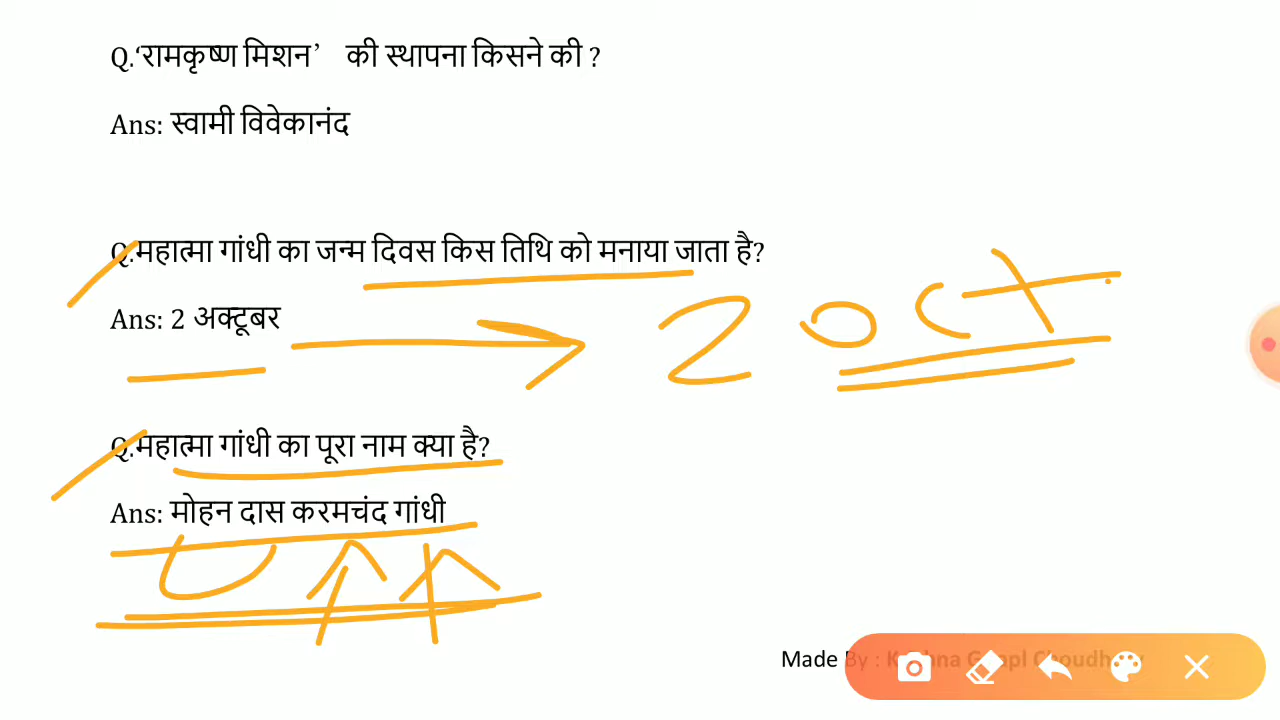 Q.‘रामकृष्ण मिशन’ की स्थापना किसने की ?
Ans: स्वामी विवेकानंद
Q.महात्मा गांधी का जन्म दिवस किस तिथि को मनाया जाता है?
Ans: 2 अक्टूबर
2 oct
Q.महात्मा गांधी का पूरा नाम क्या है?
Ans: मोहन दास करमचंद गांधी
Made By :